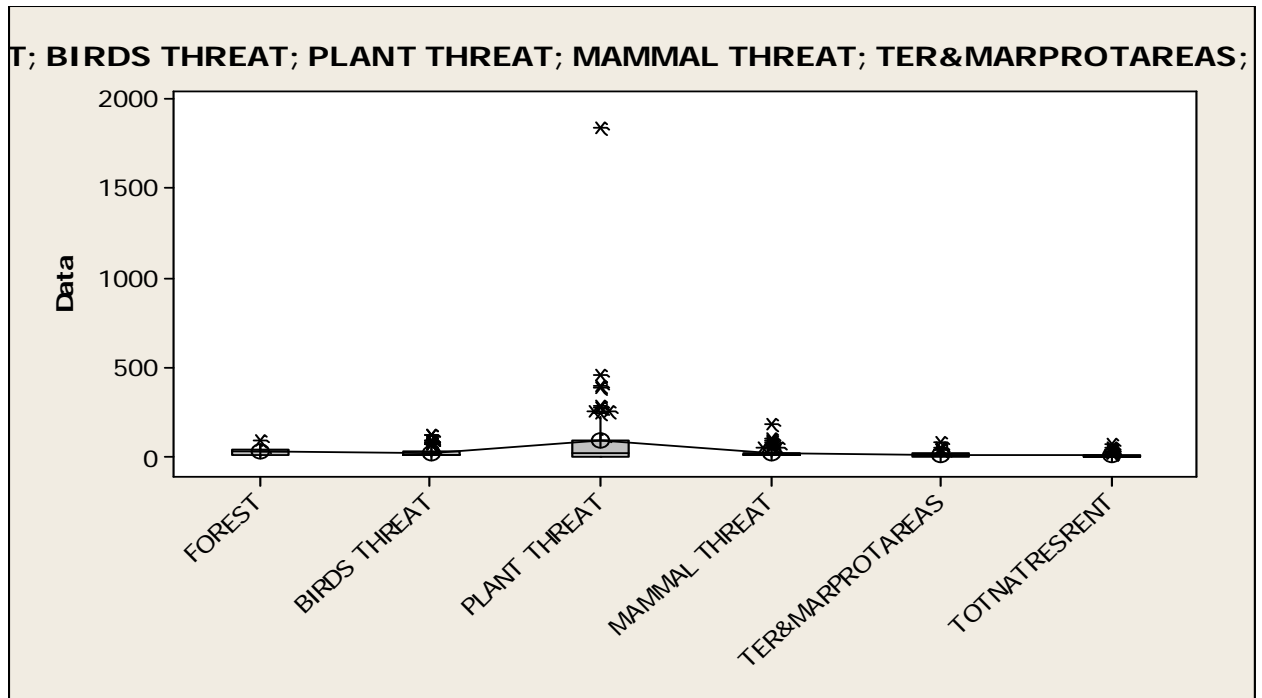 T; BIRDS THREAT; PLANT THREAT; MAMMAL THREAT; TER&MARPROTAREAS;
2000
1500
1000
500
0
Data
FOREST
BIRDS THREAT
PLANT THREAT
MAMMAL THREAT
TER&MARPROTAREAS
TOTNATRESRENT